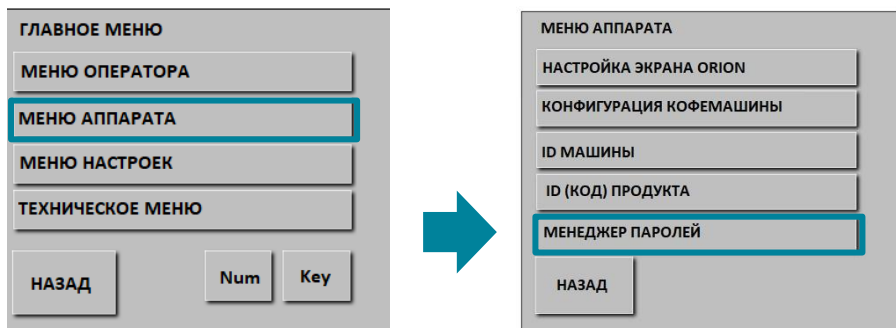 ГЛАВНОЕ МЕНЮ
МЕНЮ ОПЕРАТОРА
МЕНЮ АППАРАТА
МЕНЮ НАСТРОЕК
ТЕХНИЧЕСКОЕ МЕНЮ
НАЗАД
Num
Key
МЕНЮ АППАРАТА
НАСТРОЙКА ЭКРАНА ORION
КОНФИГУРАЦИЯ КОФЕМАШИНЫ
ID МАШИНЫ
ID (КОД) ПРОДУКТА
МЕНЕДЖЕР ПАРОЛЕЙ
НАЗАД